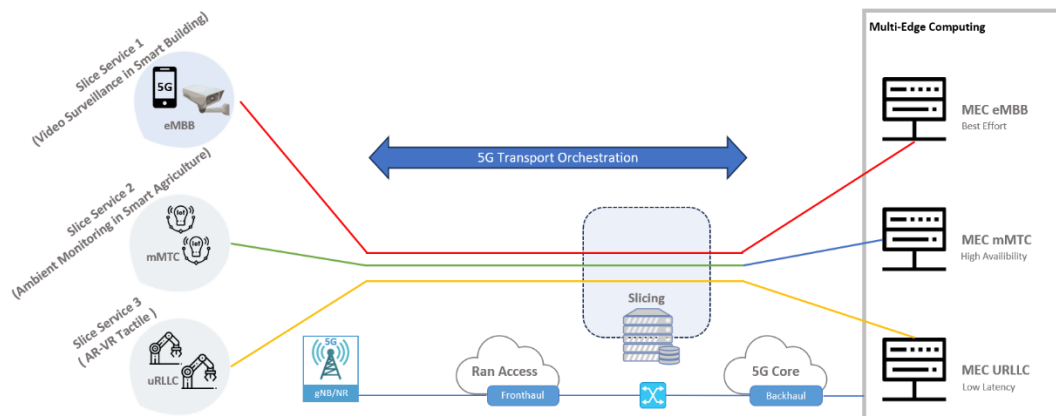 Multi-Edge Computing
Slice Service 1
(Video Surveillance in Smart Building)
5G
eMBB
MEC eMBB
Best Effort
5G Transport Orchestration
Slice Service 2
(Ambient Monitoring in Smart Agriculture)
IoT
IoT
mMTC
MEC mMTC
High Availibility
Slicing
Slice Service 3
( AR-VR Tactile )
uRLLC
5G
gNB/NR
Ran Access
Fronthaul
5G Core
Backhaul
MEC URLLC
Low Latency